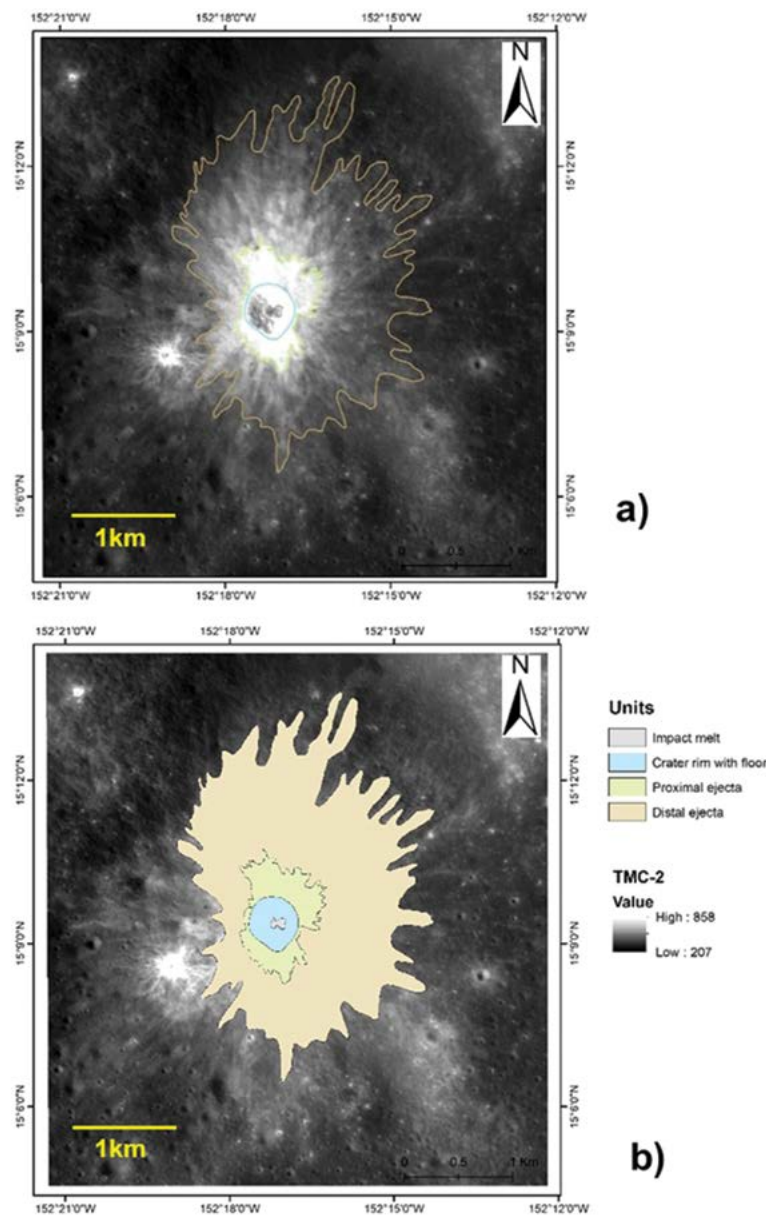 152°21'0"W 152°18'0"W 152°15'0"W 152°12'0"W
N
15°12'0"N 15°12'0"N
15°9'0"N 15°9'0"N
15°6'0"N 15°6'0"N
1km
0 0.5 1 Km
a)
152°21'0"W 152°18'0"W 152°15'0"W 152°12'0"W
152°21'0"W 152°18'0"W 152°15'0"W 152°12'0"W
N
15°12'0"N 15°12'0"N
15°9'0"N 15°9'0"N
15°6'0"N 15°6'0"N
1km
0 0.5 1 Km
b)
152°21'0"W 152°18'0"W 152°15'0"W 152°12'0"W
Units
Impact melt
Crater rim with floor
Proximal ejecta
Distal ejecta
TMC-2
Value
High : 858
Low : 207